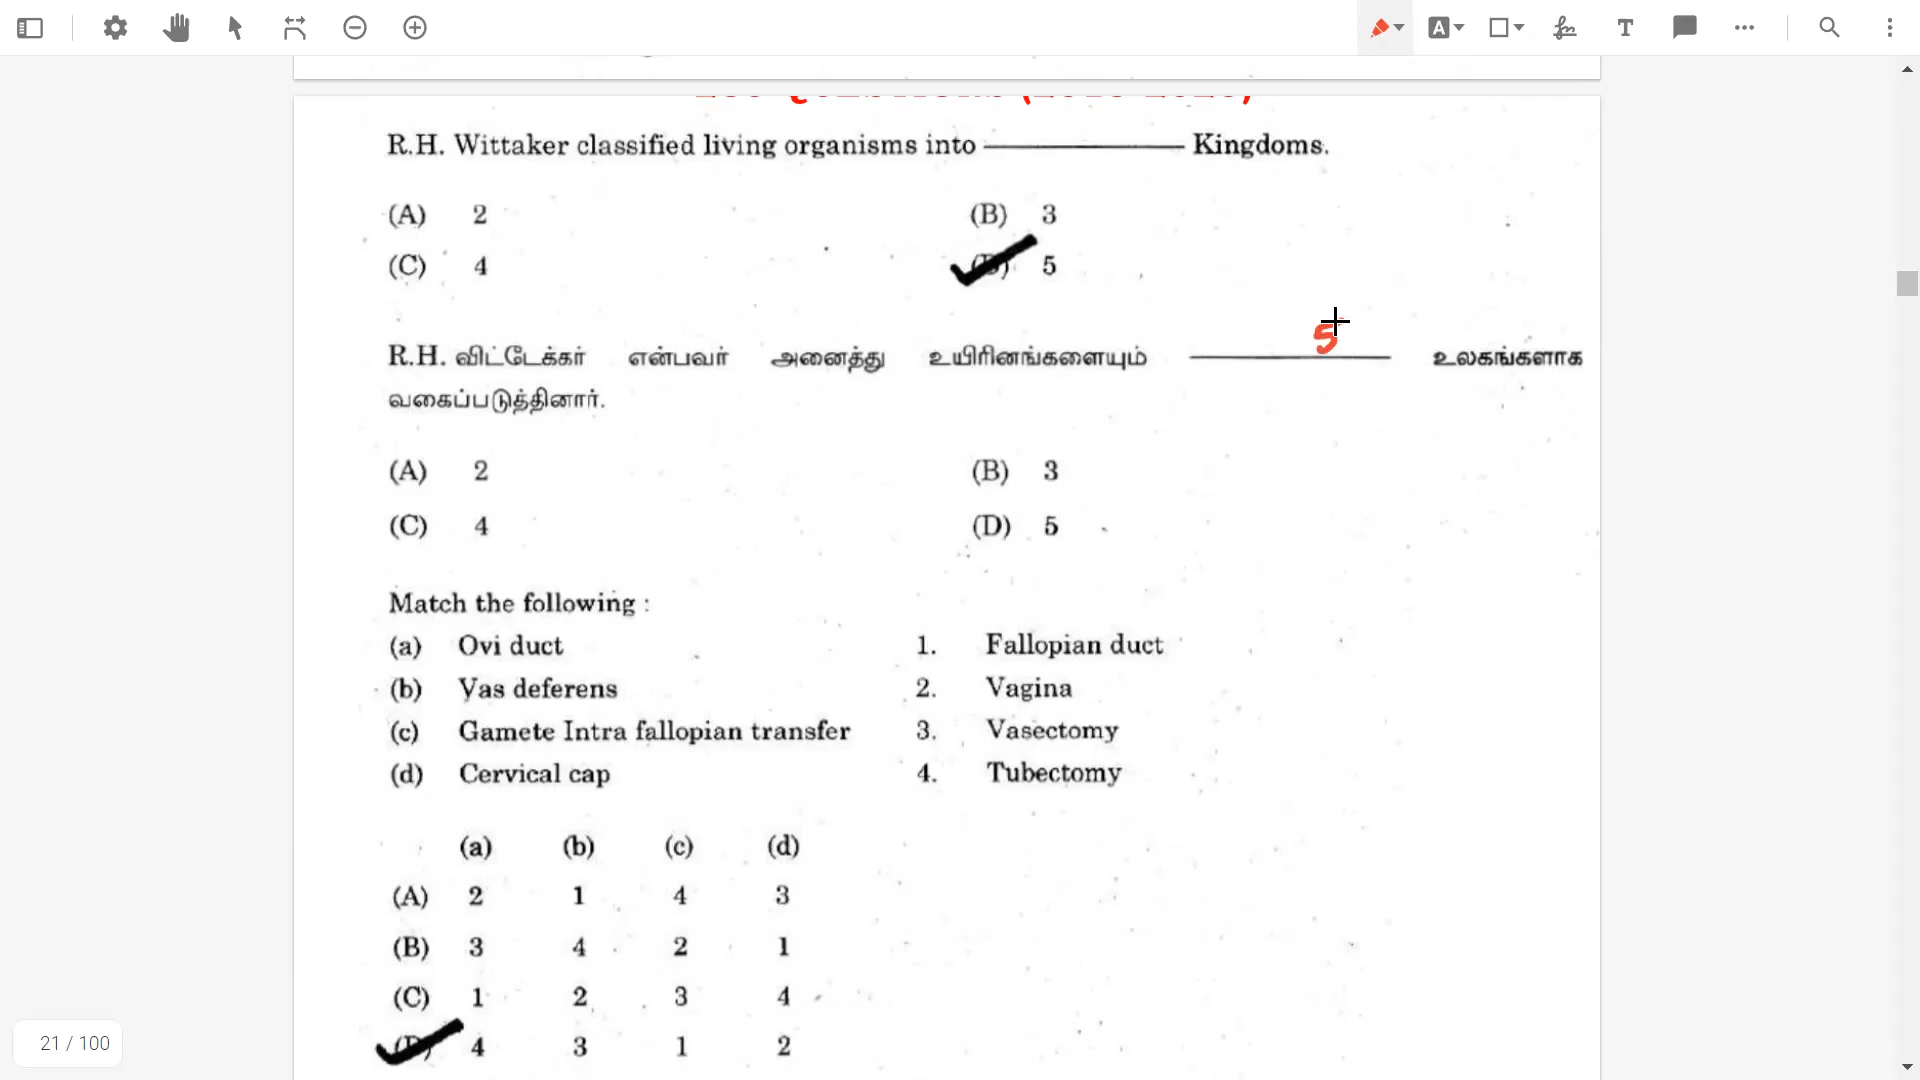 QUESTIONS
R.H. Wittaker classified living organisms into ———— Kingdoms.
(A) 2 (B) 3
(C) 4 (D) 5
5
R.H. விட்டேக்கர் என்பவர் அனைத்து உயிரினங்களையும் ———— உலகங்களாக
வகைப்படுத்தினார்.
(A) 2 (B) 3
(C) 4 (D) 5
Match the following :
(a) Ovi duct 1. Fallopian duct
(b) Vas deferens 2. Vagina
(c) Gamete Intra fallopian transfer 3. Vasectomy
(d) Cervical cap 4. Tubectomy
(a) (b) (c) (d)
(A) 2 1 4 3
(B) 3 4 2 1
(C) 1 2 3 4
(D) 4 3 1 2
21 / 100